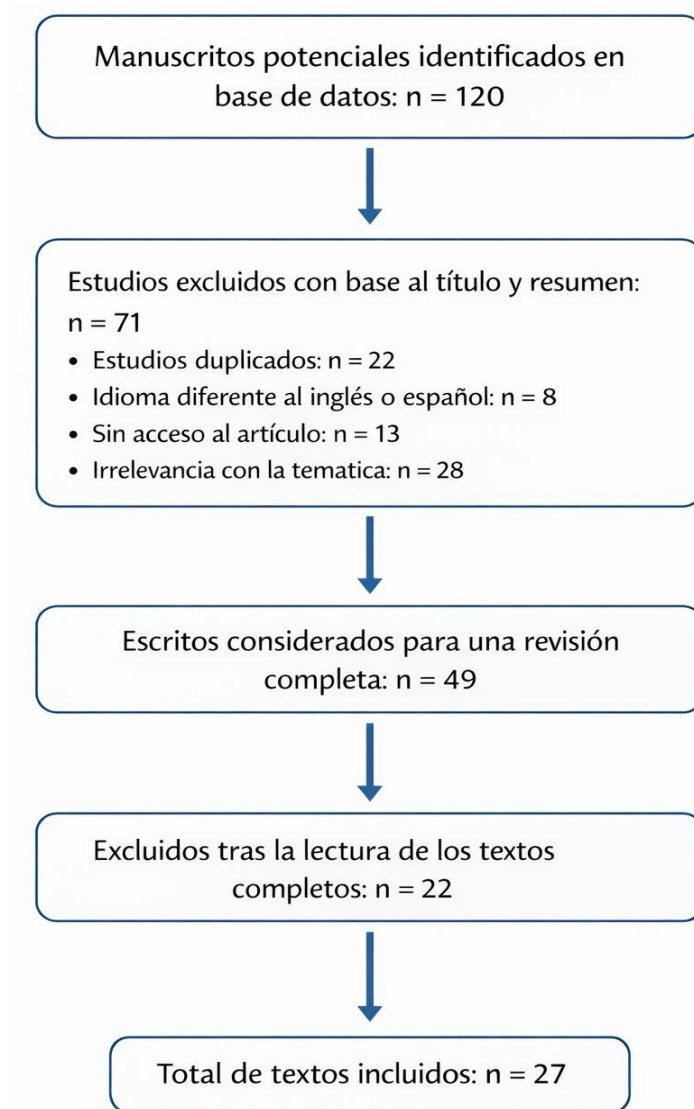 Manuscritos potenciales identificados en
base de datos: n = 120
Estudios excluidos con base al título y resumen:
n = 71
• Estudios duplicados: n = 22
• Idioma diferente al inglés o español: n = 8
• Sin acceso al artículo: n = 13
• Irrelevancia con la tematica: n = 28
Escritos considerados para una revisión
completa: n = 49
Excluidos tras la lectura de los textos
completos: n = 22
Total de textos incluidos: n = 27